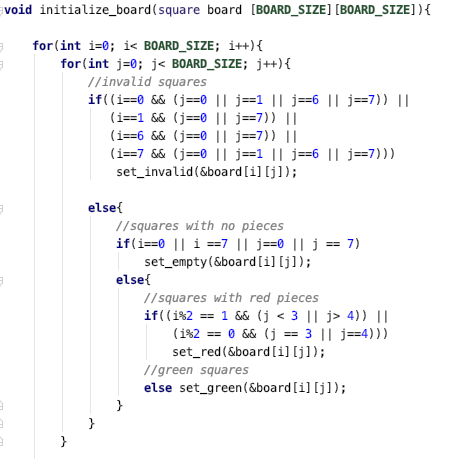 void initialize_board(square board [BOARD_SIZE][BOARD_SIZE]){
for(int i=0; i< BOARD_SIZE; i++){
for(int j=0; j< BOARD_SIZE; j++){
//invalid squares
if((i==0 && (j==0 || j==1 || j==6 || j==7)) ||
(i==1 && (j==0 || j==7)) ||
(i==6 && (j==0 || j==7)) ||
(i==7 && (j==0 || j==1 || j==6 || j==7)))
set_invalid(&board[i][j]);
else{
//squares with no pieces
if(i==0 || i ==7 || j==0 || j == 7)
set_empty(&board[i][j]);
else{
//squares with red pieces
if((i%2 == 1 && (j < 3 || j> 4)) ||
(i%2 == 0 && (j == 3 || j==4)))
set_red(&board[i][j]);
//green squares
else set_green(&board[i][j]);
}
}
}